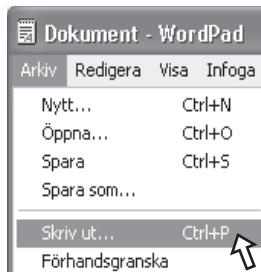 Dokument - WordPad
Arkiv Redigera Visa Infoga
Nytt... Ctrl+N
Öppna... Ctrl+O
Spara Ctrl+S
Spara som...
Skriv ut... Ctrl+P
Förhandsgranska